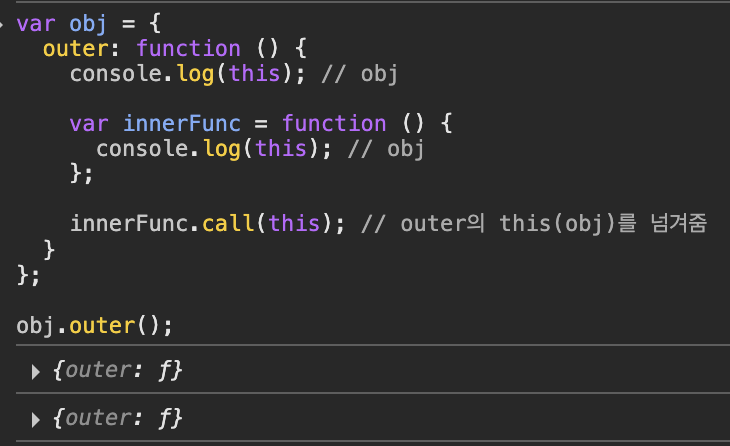 var obj = {
  outer: function () {
    console.log(this); // obj

    var innerFunc = function () {
      console.log(this); // obj
    };

    innerFunc.call(this); // outer의 this(obj)를 넘겨줌
  }
};

obj.outer();
▶ {outer: ƒ}
▶ {outer: ƒ}